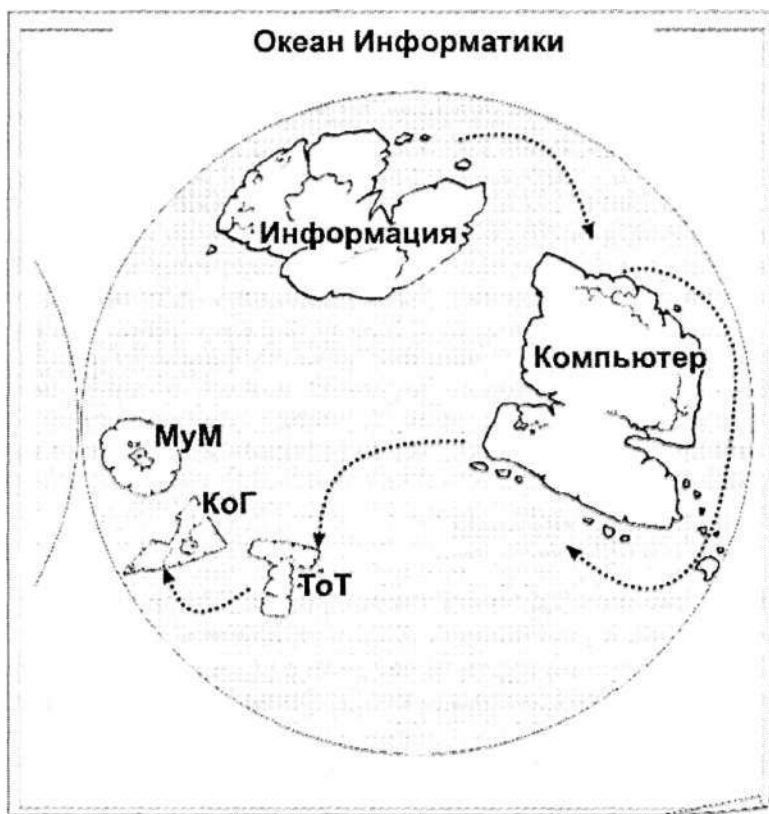 Океан Информатики
Информация
Компьютер
МуМ
КоГ
ТоТ